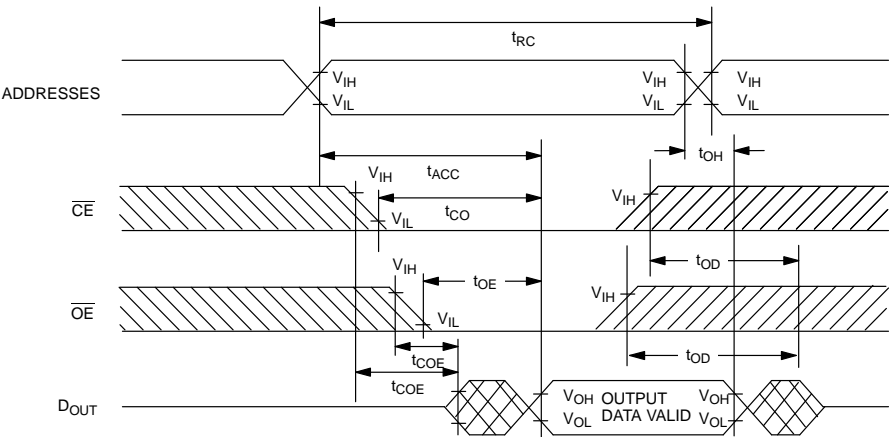 tRC
ADDRESSES
VIH
VIL
VIH
VIL
VIH
VIL
tOH
tACC
VIH
tCO
CE
VIL
VIH
tOD
VIH
tOE
OE
VIL
VIH
tOD
tCOE
tCOE
DOUT
VOH
VOL
OUTPUT
DATA VALID
VOH
VOL